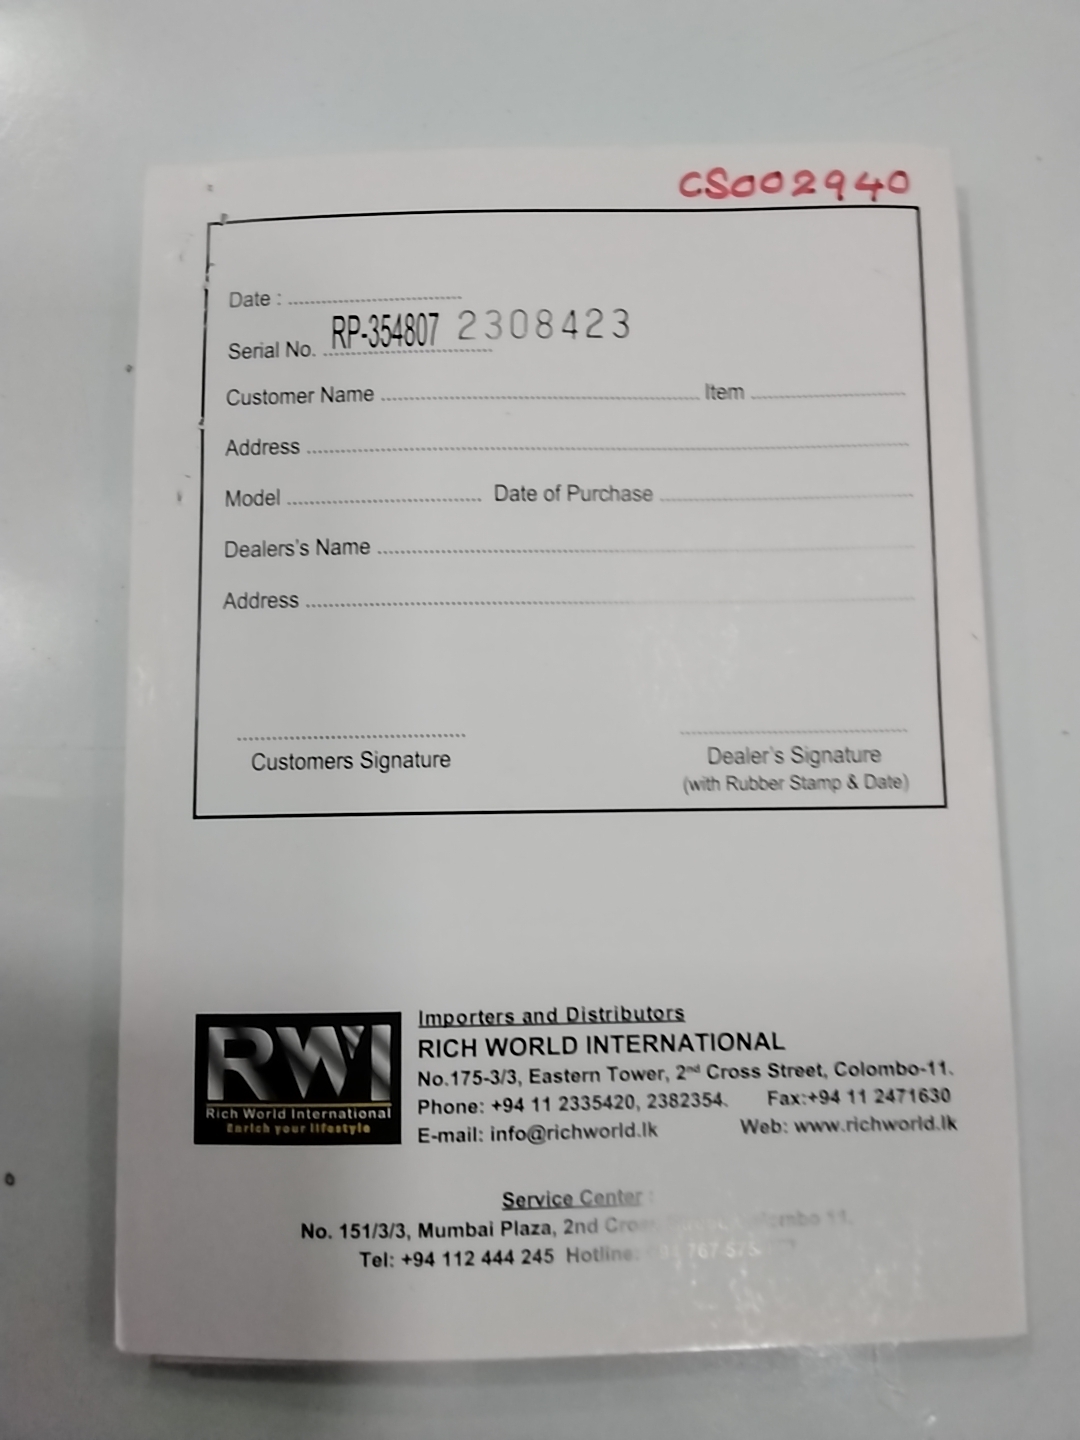 CS002940
Date : ........................................
Serial No. RP-354807 2308423
Customer Name ........................................ Item ........................................
Address ........................................
Model ........................................ Date of Purchase ........................................
Dealers's Name ........................................
Address ........................................
Customers Signature Dealer's Signature
(with Rubber Stamp & Date)
RWI
Rich World International
Enrich your lifestyle
Importers and Distributors
RICH WORLD INTERNATIONAL
No.175-3/3, Eastern Tower, 2nd Cross Street, Colombo-11.
Phone: +94 11 2335420, 2382354. Fax:+94 11 2471630
E-mail: info@richworld.lk Web: www.richworld.lk
Service Center :
No. 151/3/3, Mumbai Plaza, 2nd 11.
Tel: +94 112 444 245 Hotline: 767